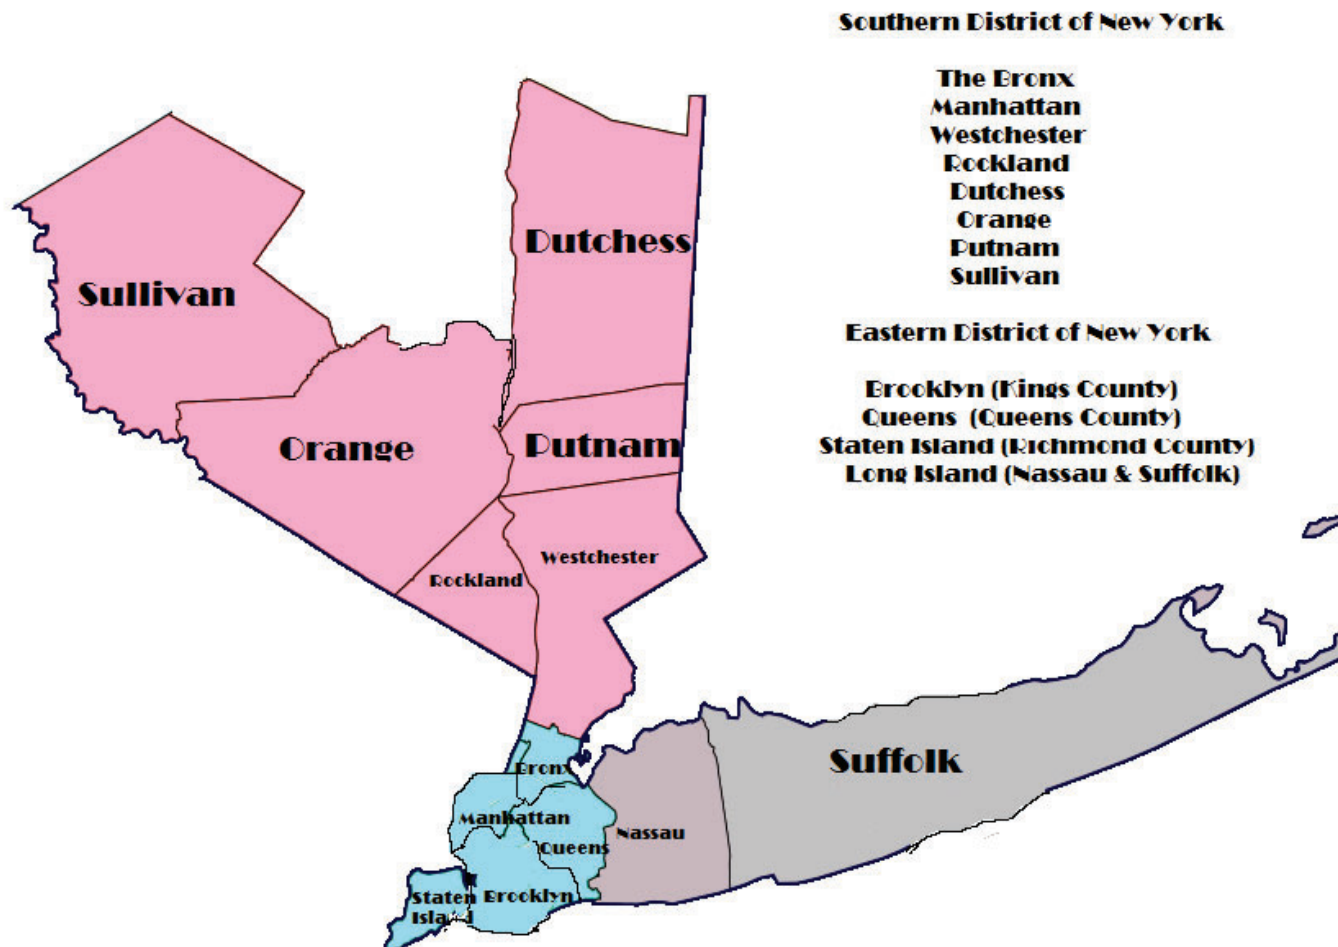 Southern District of New York
The Bronx
Manhattan
Westchester
Rockland
Dutchess
Orange
Putnam
Sullivan
Eastern District of New York
Brooklyn (Kings County)
Queens (Queens County)
Staten Island (Richmond County)
Long Island (Nassau & Suffolk)
Dutchess
Sullivan
Orange
Putnam
Westchester
Rockland
Suffolk
Bronx
Manhattan
Nassau
Queens
Brooklyn
Staten
Island